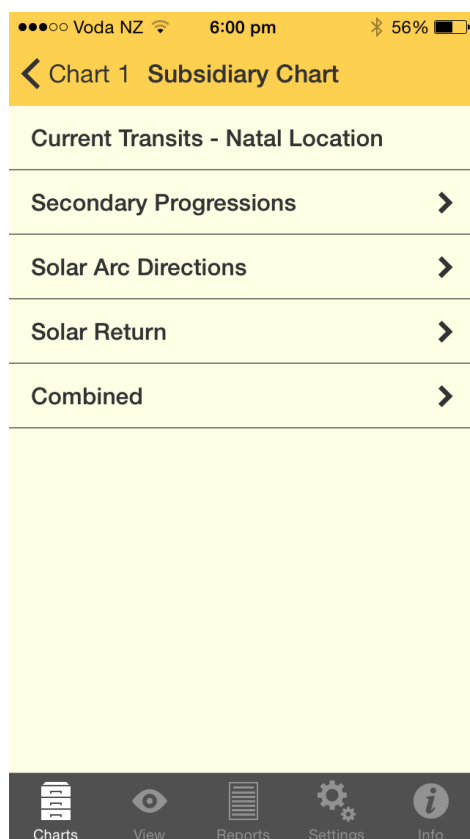 Voda NZ 6:00 pm 56%
Chart 1 Subsidiary Chart
Current Transits - Natal Location
Secondary Progressions
Solar Arc Directions
Solar Return
Combined
Charts View Reports Settings Info